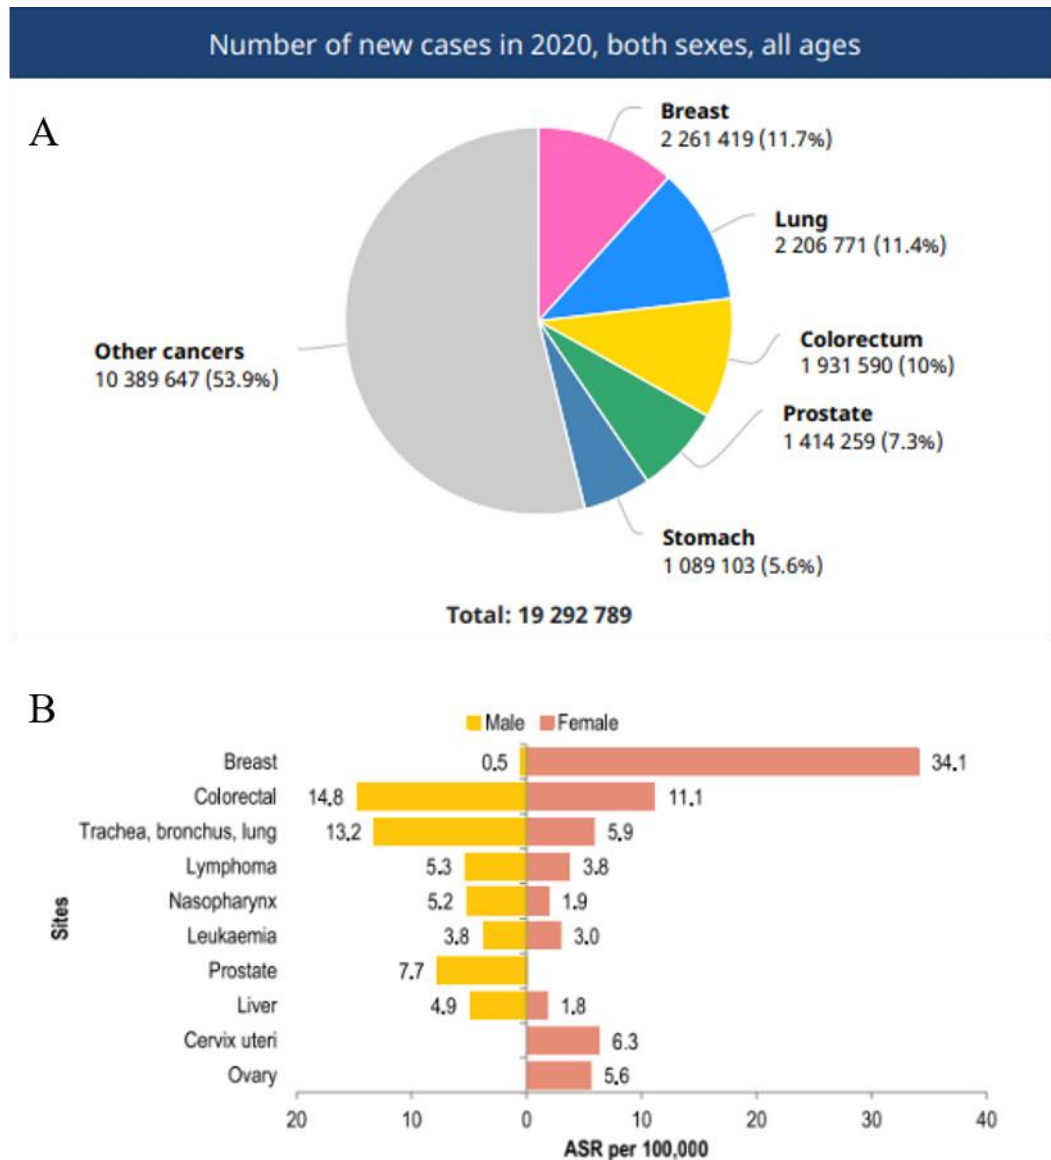 Number of new cases in 2020, both sexes, all ages
A
Breast
2 261 419 (11.7%)
Lung
2 206 771 (11.4%)
Colorectum
1 931 590 (10%)
Prostate
1 414 259 (7.3%)
Stomach
1 089 103 (5.6%)
Other cancers
10 389 647 (53.9%)
Total: 19 292 789
B
Male Female
Sites
Breast 0.5 34.1
Colorectal 14.8 11.1
Trachea, bronchus, lung 13.2 5.9
Lymphoma 5.3 3.8
Nasopharynx 5.2 1.9
Leukaemia 3.8 3.0
Prostate 7.7
Liver 4.9 1.8
Cervix uteri 6.3
Ovary 5.6
20 10 0 10 20 30 40
ASR per 100,000